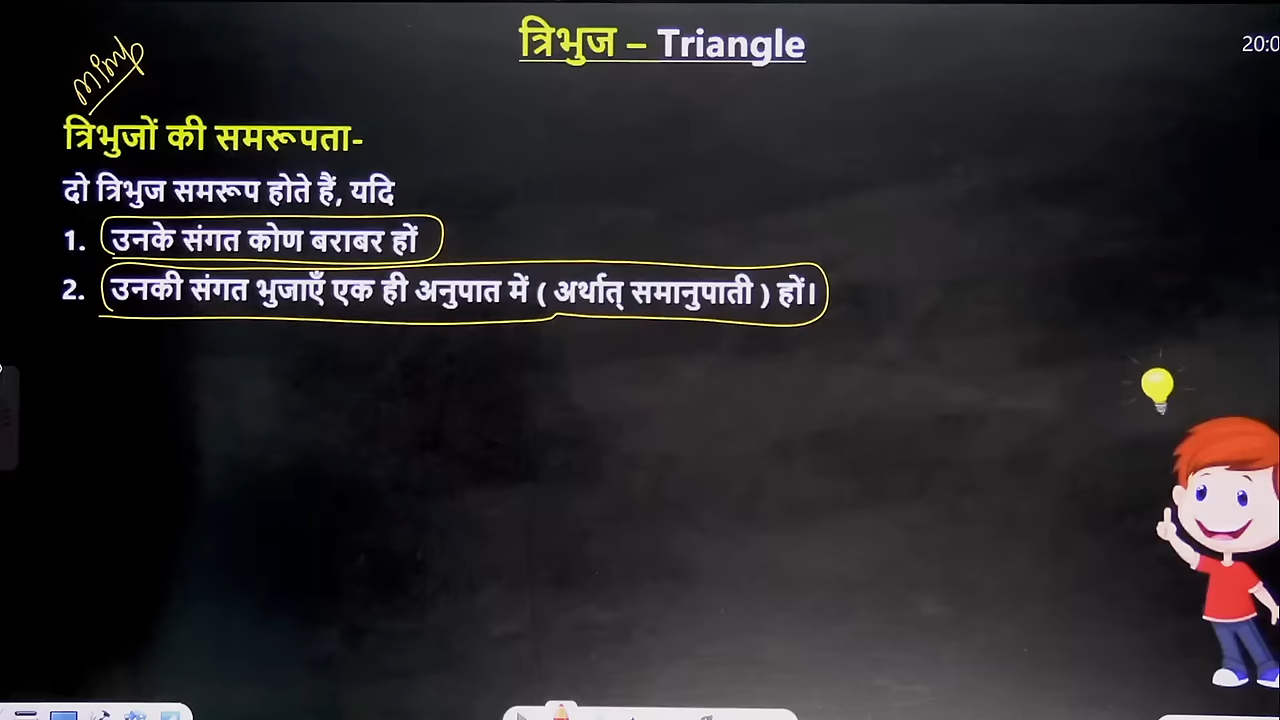 त्रिभुज – Triangle
20:0
त्रिभुजों की समरूपता-
दो त्रिभुज समरूप होते हैं, यदि
1. उनके संगत कोण बराबर हों
2. उनकी संगत भुजाएँ एक ही अनुपात में ( अर्थात् समानुपाती ) हों।